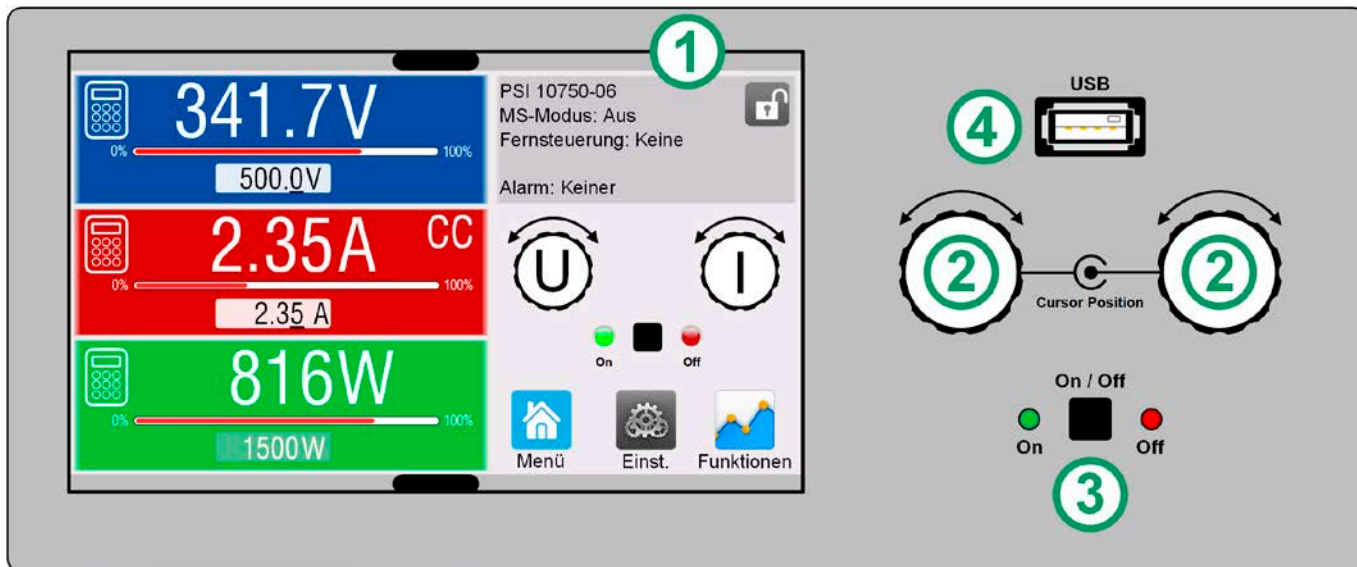 1
341.7V
0% 100%
500.0V
2.35A CC
0% 100%
2.35 A
816W
0% 100%
1500W
PSI 10750-06
MS-Modus: Aus
Fernsteuerung: Keine
Alarm: Keiner
U I
On Off
Menü Einst. Funktionen
USB
4
2 2
Cursor Position
On / Off
On Off
3